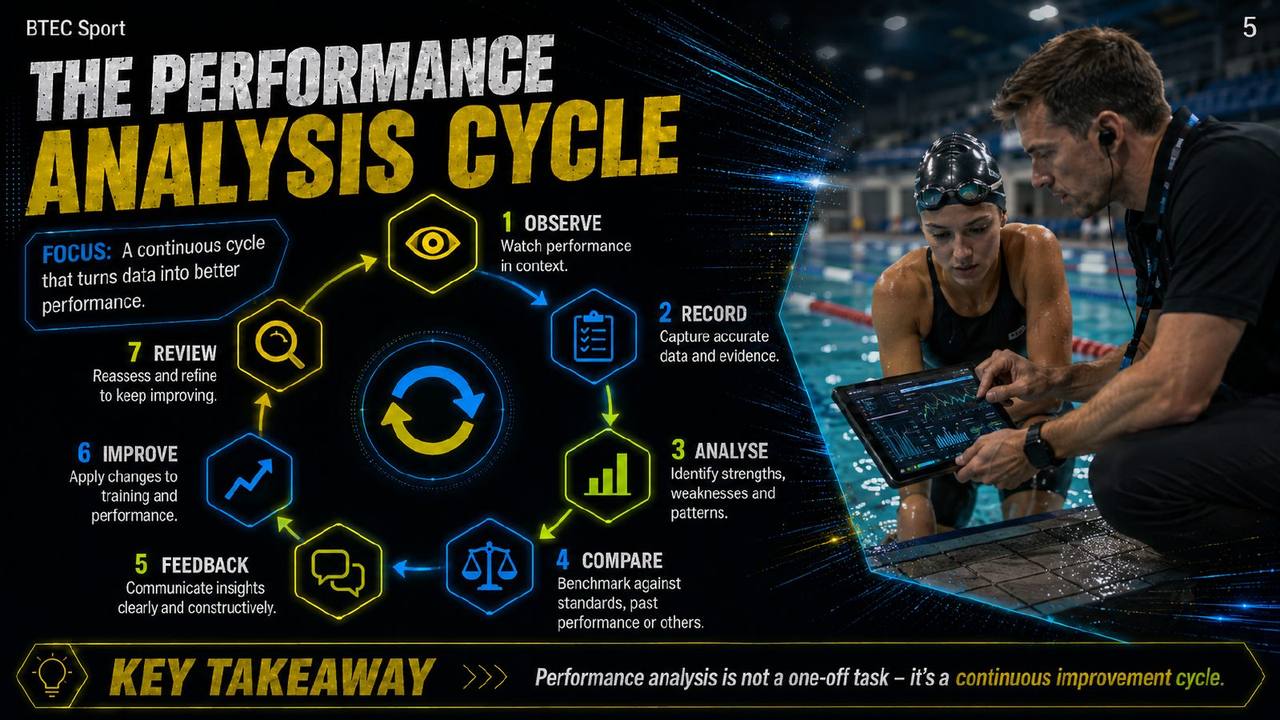 BTEC Sport
5
THE PERFORMANCE
ANALYSIS CYCLE
FOCUS: A continuous cycle
that turns data into better
performance.
1 OBSERVE
Watch performance
in context.
2 RECORD
Capture accurate
data and evidence.
3 ANALYSE
Identify strengths,
weaknesses and
patterns.
4 COMPARE
Benchmark against
standards, past
performance or others.
5 FEEDBACK
Communicate insights
clearly and constructively.
6 IMPROVE
Apply changes to
training and
performance.
7 REVIEW
Reassess and refine
to keep improving.
KEY TAKEAWAY
Performance analysis is not a one-off task – it's a continuous improvement cycle.